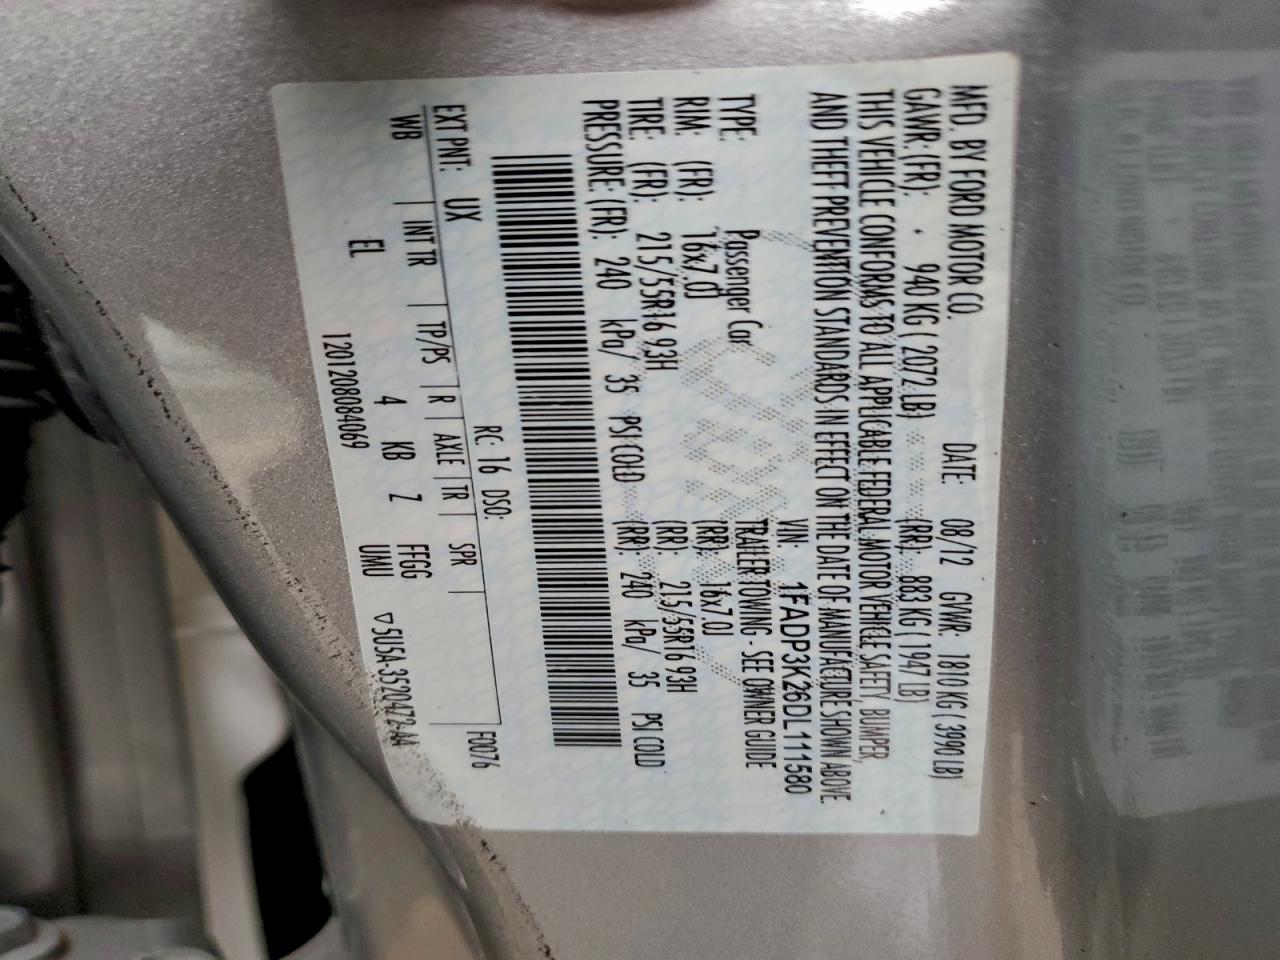 MFD. BY FORD MOTOR CO. DATE: 08/12 GVWR: 1810 KG ( 3990 LB)
GAWR: (FR): 940 KG ( 2072 LB) (RR): 883 KG ( 1947 LB)
THIS VEHICLE CONFORMS TO ALL APPLICABLE FEDERAL MOTOR VEHICLE SAFETY, BUMPER,
AND THEFT PREVENTION STANDARDS IN EFFECT ON THE DATE OF MANUFACTURE SHOWN ABOVE.
VIN: 1FADP3K26DL111580
TYPE: Passenger Car TRAILER TOWING - SEE OWNER GUIDE
RIM: (FR): 16x7.0J (RR): 16x7.0J
TIRE: (FR): 215/55R16 93H (RR): 215/55R16 93H
PRESSURE: (FR): 240 kPa/ 35 PSI COLD (RR): 240 kPa/ 35 PSI COLD
RC: 16 DSO: F0076
EXT PNT: UX
WB INT TR TP/PS R AXLE TR SPR
EL 4 KB Z FFGG
UMU
1201208084069 ▽5U5A-3520472-AA